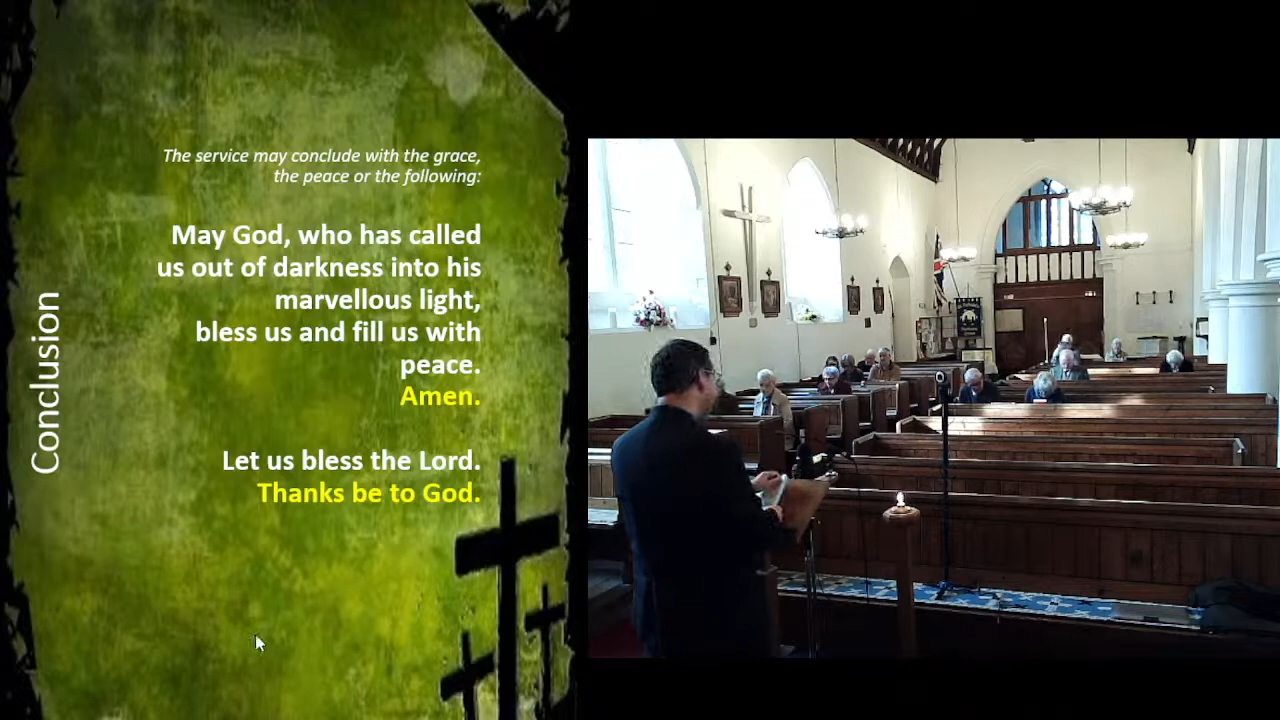 The service may conclude with the grace,
the peace or the following:
May God, who has called
us out of darkness into his
marvellous light,
bless us and fill us with
peace.
Amen.
Let us bless the Lord.
Thanks be to God.
Conclusion